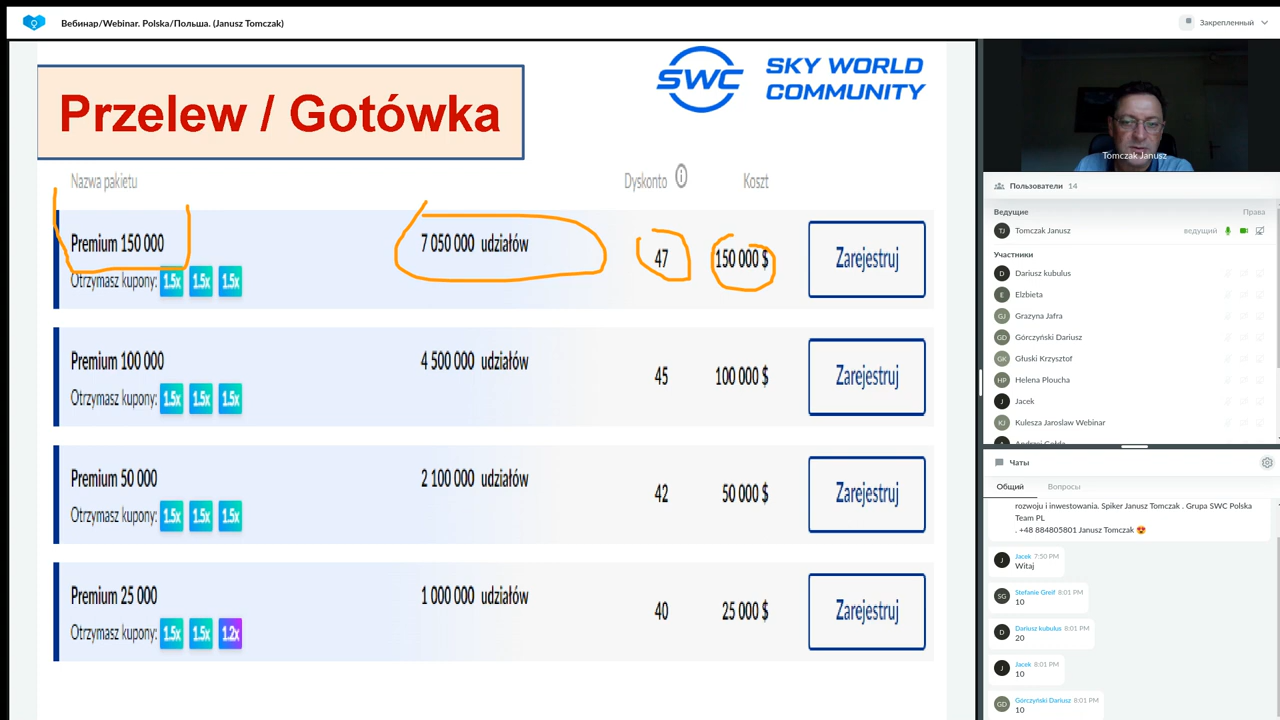 Вебинар/Webinar. Polska/Польша. (Janusz Tomczak)
Закрепленный
Przelew / Gotówka
SWC
SKY WORLD
COMMUNITY
Nazwa pakietu
Dyskonto
Koszt
Premium 150 000
7 050 000 udziałów
47
150 000 $
Zarejestruj
Otrzymasz kupony: 1.5x 1.5x 1.5x
Premium 100 000
4 500 000 udziałów
45
100 000 $
Zarejestruj
Otrzymasz kupony: 1.5x 1.5x 1.5x
Premium 50 000
2 100 000 udziałów
42
50 000 $
Zarejestruj
Otrzymasz kupony: 1.5x 1.5x 1.5x
Premium 25 000
1 000 000 udziałów
40
25 000 $
Zarejestruj
Otrzymasz kupony: 1.5x 1.5x 1.2x
Tomczak Janusz
Пользователи 14
Ведущие
Права
TJ Tomczak Janusz
ведущий
Участники
D Dariusz kubulus
E Elzbieta
GJ Grazyna Jafra
GD Górczyński Dariusz
GK Głuski Krzysztof
HP Helena Ploucha
J Jacek
KJ Kulesza Jaroslaw Webinar
Чаты
Общий
Вопросы
rozwoju i inwestowania. Spiker Janusz Tomczak . Grupa SWC Polska
Team PL
. +48 884805801 Janusz Tomczak 😍
J Jacek 7:50 PM
Witaj
SG Stefanie Greif 8:01 PM
10
D Dariusz kubulus 8:01 PM
20
J Jacek 8:01 PM
10
GD Górczyński Dariusz 8:01 PM
10